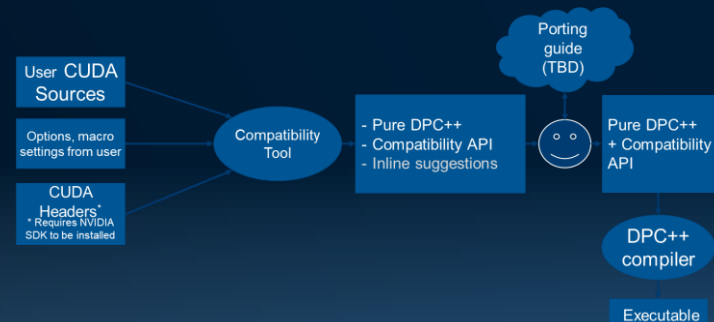 User CUDA
Sources
Options, macro
settings from user
CUDA
Headers*
* Requires NVIDIA
SDK to be installed
Compatibility
Tool
- Pure DPC++
- Compatibility API
- Inline suggestions
Porting
guide
(TBD)
Pure DPC++
+ Compatibility
API
DPC++
compiler
Executable